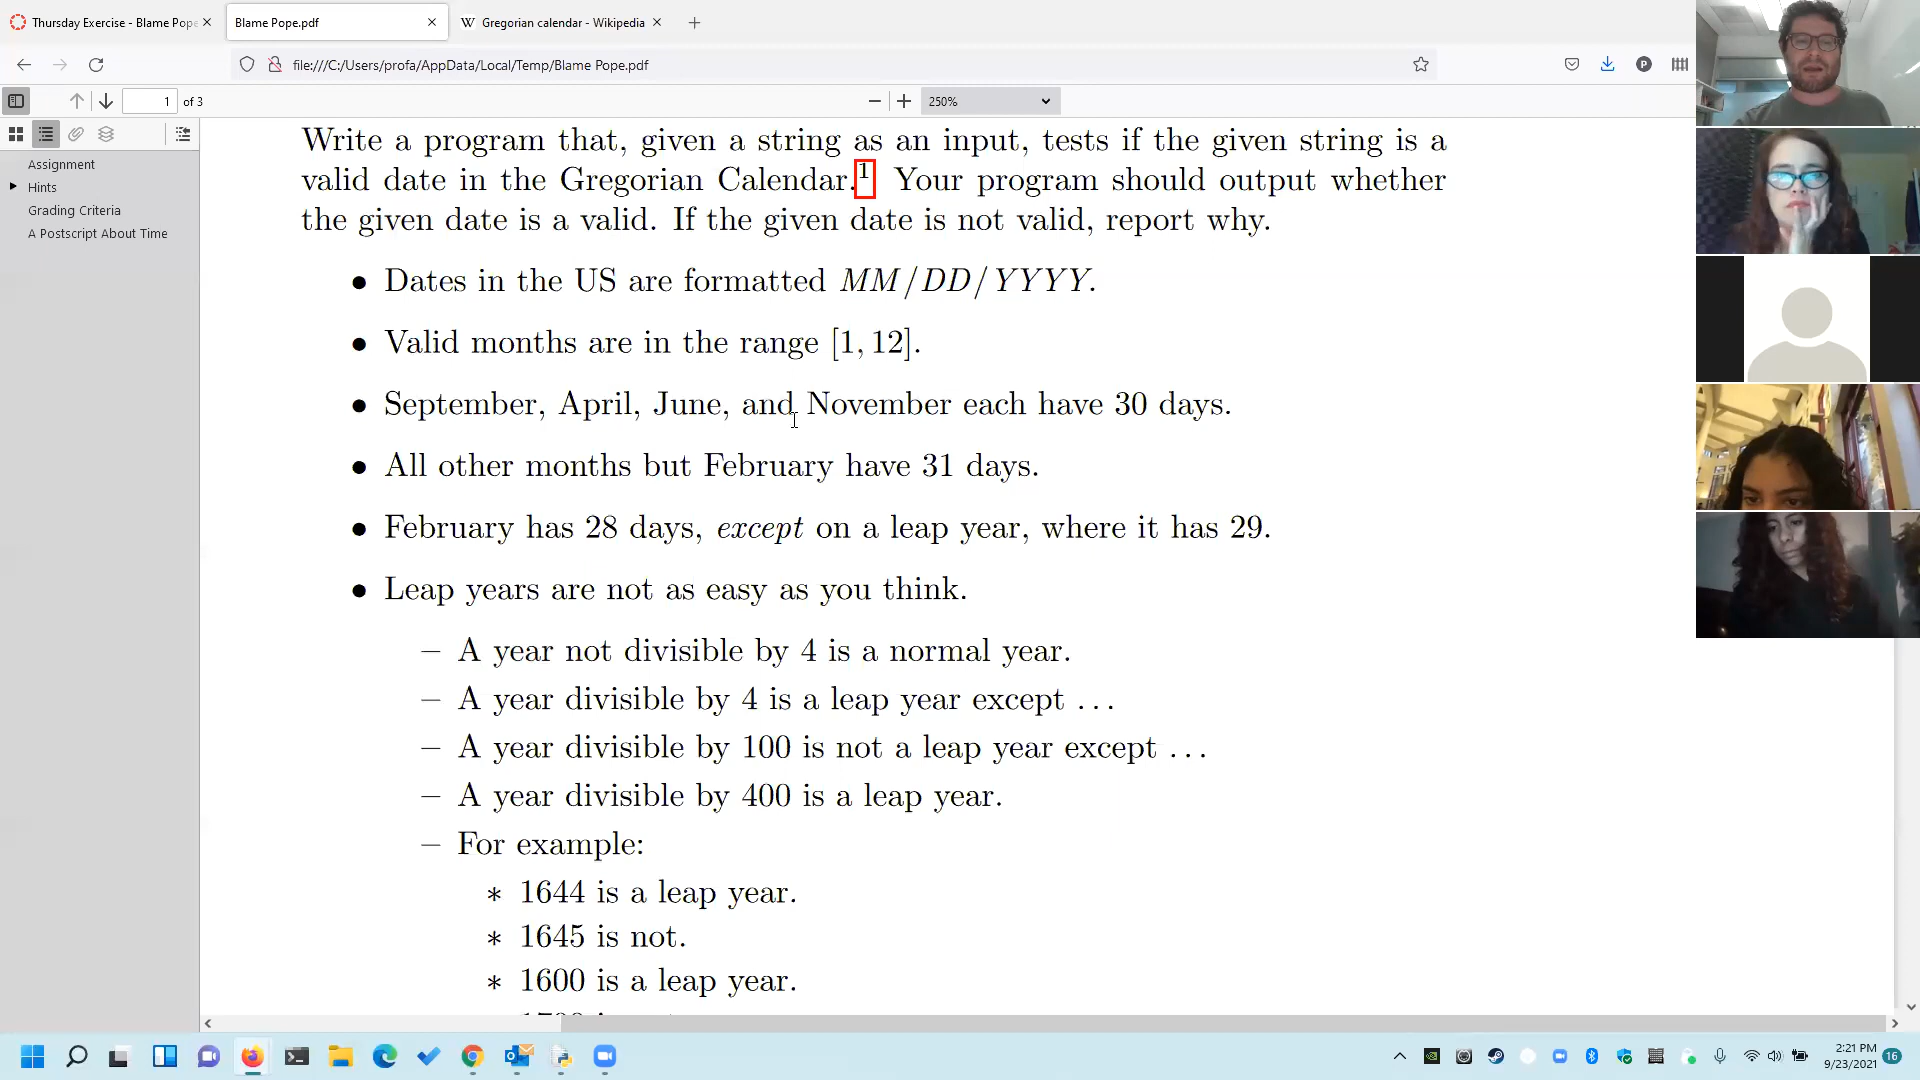 Thursday Exercise - Blame Pope
Blame Pope.pdf
Gregorian calendar - Wikipedia
file:///C:/Users/profa/AppData/Local/Temp/Blame Pope.pdf
1 of 3
250%
Assignment
Hints
Grading Criteria
A Postscript About Time
Write a program that, given a string as an input, tests if the given string is a
valid date in the Gregorian Calendar.1 Your program should output whether
the given date is a valid. If the given date is not valid, report why.
• Dates in the US are formatted MM/DD/YYYY.
• Valid months are in the range [1, 12].
• September, April, June, and November each have 30 days.
• All other months but February have 31 days.
• February has 28 days, except on a leap year, where it has 29.
• Leap years are not as easy as you think.
– A year not divisible by 4 is a normal year.
– A year divisible by 4 is a leap year except . . .
– A year divisible by 100 is not a leap year except . . .
– A year divisible by 400 is a leap year.
– For example:
∗ 1644 is a leap year.
∗ 1645 is not.
∗ 1600 is a leap year.
2:21 PM
9/23/2021
16